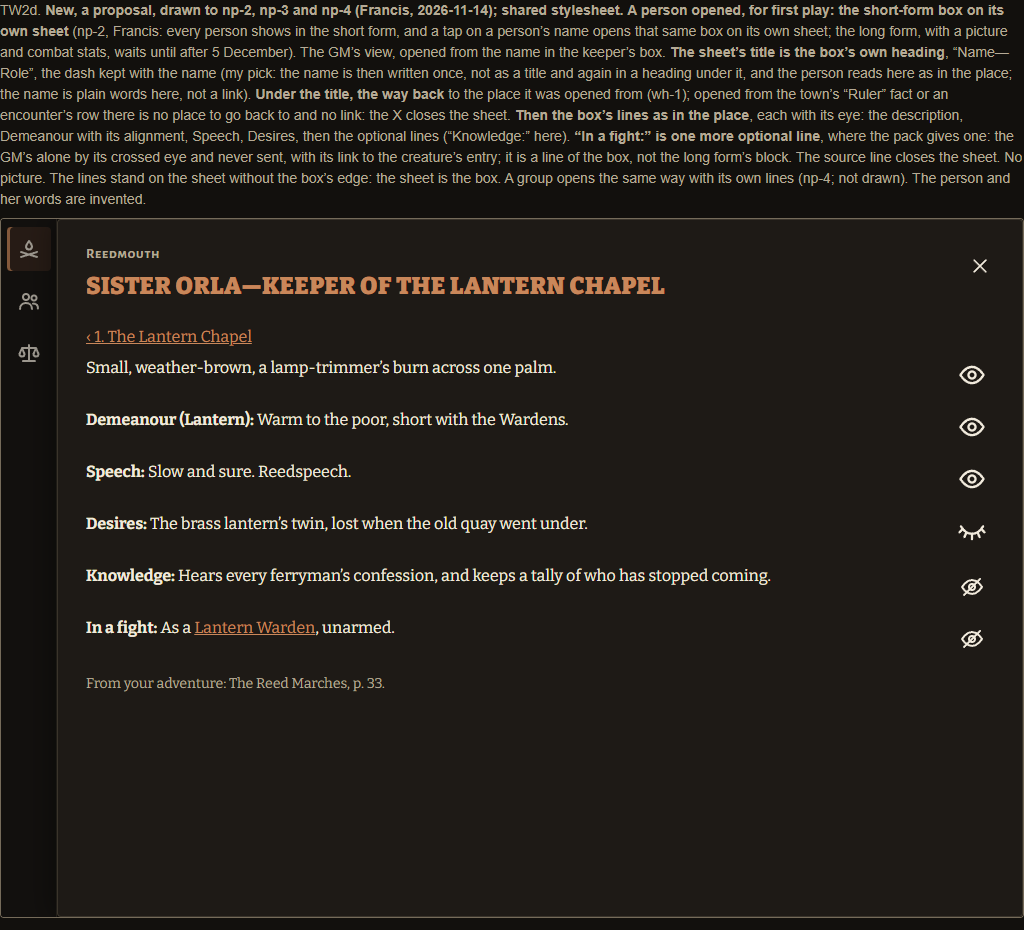 TW2d. New, a proposal, drawn to np-2, np-3 and np-4 (Francis, 2026-11-14); shared stylesheet. A person opened, for first play: the short-form box on its
own sheet (np-2, Francis: every person shows in the short form, and a tap on a person’s name opens that same box on its own sheet; the long form, with a picture
and combat stats, waits until after 5 December). The GM’s view, opened from the name in the keeper’s box. The sheet’s title is the box’s own heading, “Name—
Role”, the dash kept with the name (my pick: the name is then written once, not as a title and again in a heading under it, and the person reads here as in the place;
the name is plain words here, not a link). Under the title, the way back to the place it was opened from (wh-1); opened from the town’s “Ruler” fact or an
encounter’s row there is no place to go back to and no link: the X closes the sheet. Then the box’s lines as in the place, each with its eye: the description,
Demeanour with its alignment, Speech, Desires, then the optional lines (“Knowledge:” here). “In a fight:” is one more optional line, where the pack gives one: the
GM’s alone by its crossed eye and never sent, with its link to the creature’s entry; it is a line of the box, not the long form’s block. The source line closes the sheet. No
picture. The lines stand on the sheet without the box’s edge: the sheet is the box. A group opens the same way with its own lines (np-4; not drawn). The person and
her words are invented.
Reedmouth
SISTER ORLA—KEEPER OF THE LANTERN CHAPEL
‹ 1. The Lantern Chapel
Small, weather-brown, a lamp-trimmer’s burn across one palm.
Demeanour (Lantern): Warm to the poor, short with the Wardens.
Speech: Slow and sure. Reedspeech.
Desires: The brass lantern’s twin, lost when the old quay went under.
Knowledge: Hears every ferryman’s confession, and keeps a tally of who has stopped coming.
In a fight: As a Lantern Warden, unarmed.
From your adventure: The Reed Marches, p. 33.